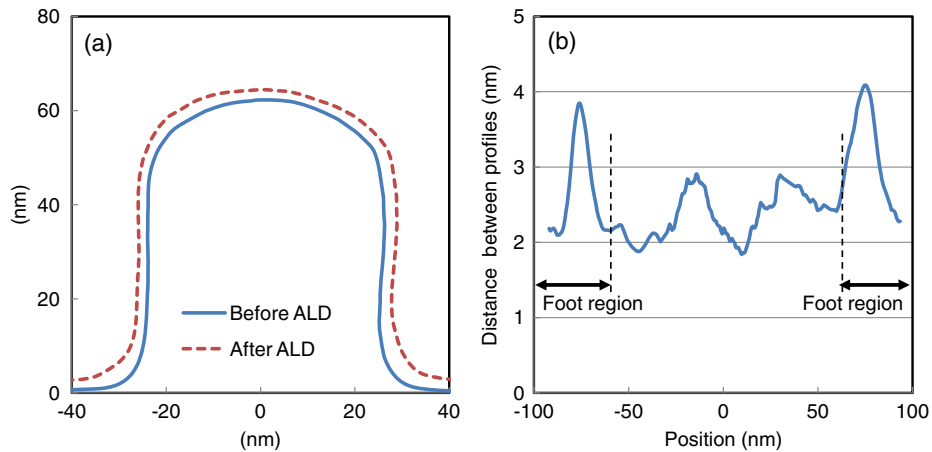 (a)
80
60
40
20
0
(nm)
Before ALD
After ALD
-40 -20 0 20 40
(nm)
(b)
5
4
3
2
1
0
Distance between profiles (nm)
Foot region
Foot region
-100 -50 0 50 100
Position (nm)